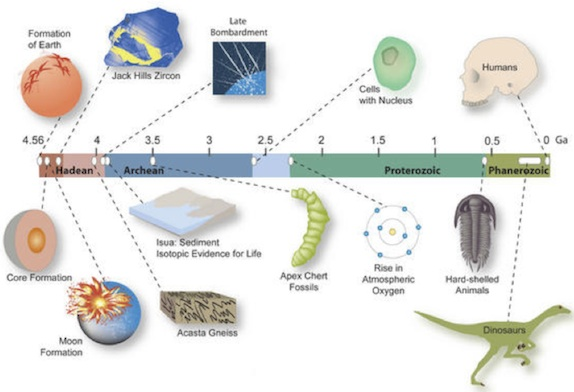 Formation
of Earth
Jack Hills Zircon
Late
Bombardment
Cells
with Nucleus
Humans
4.56 4 3.5 3 2.5 2 1.5 1 0.5 0 Ga
Hadean Archean Proterozoic Phanerozoic
Core Formation
Moon
Formation
Isua: Sediment
Isotopic Evidence for Life
Acasta Gneiss
Apex Chert
Fossils
Rise in
Atmospheric
Oxygen
Hard-shelled
Animals
Dinosaurs